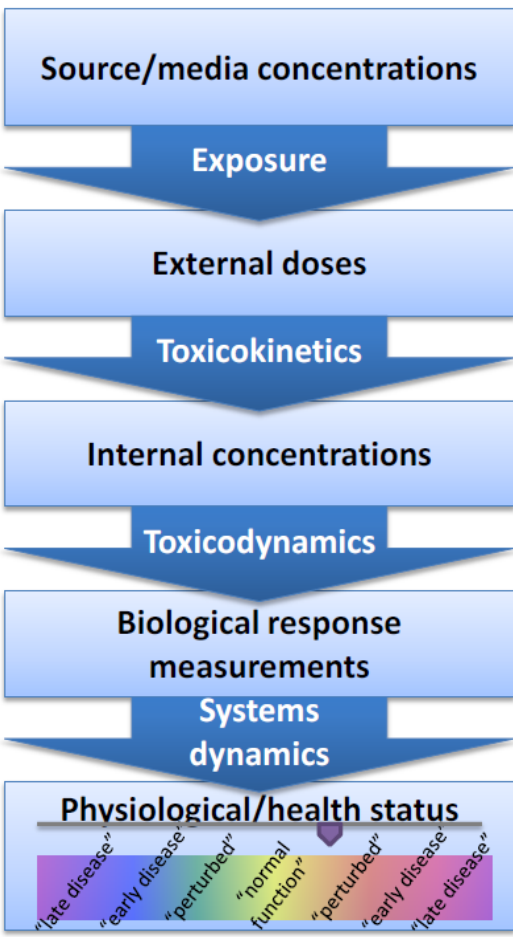 Source/media concentrations
Exposure
External doses
Toxicokinetics
Internal concentrations
Toxicodynamics
Biological response
measurements
Systems
dynamics
Physiological/health status
“late disease”
“early disease”
“perturbed”
“normal
function”
“perturbed”
“early disease’
“late disease”